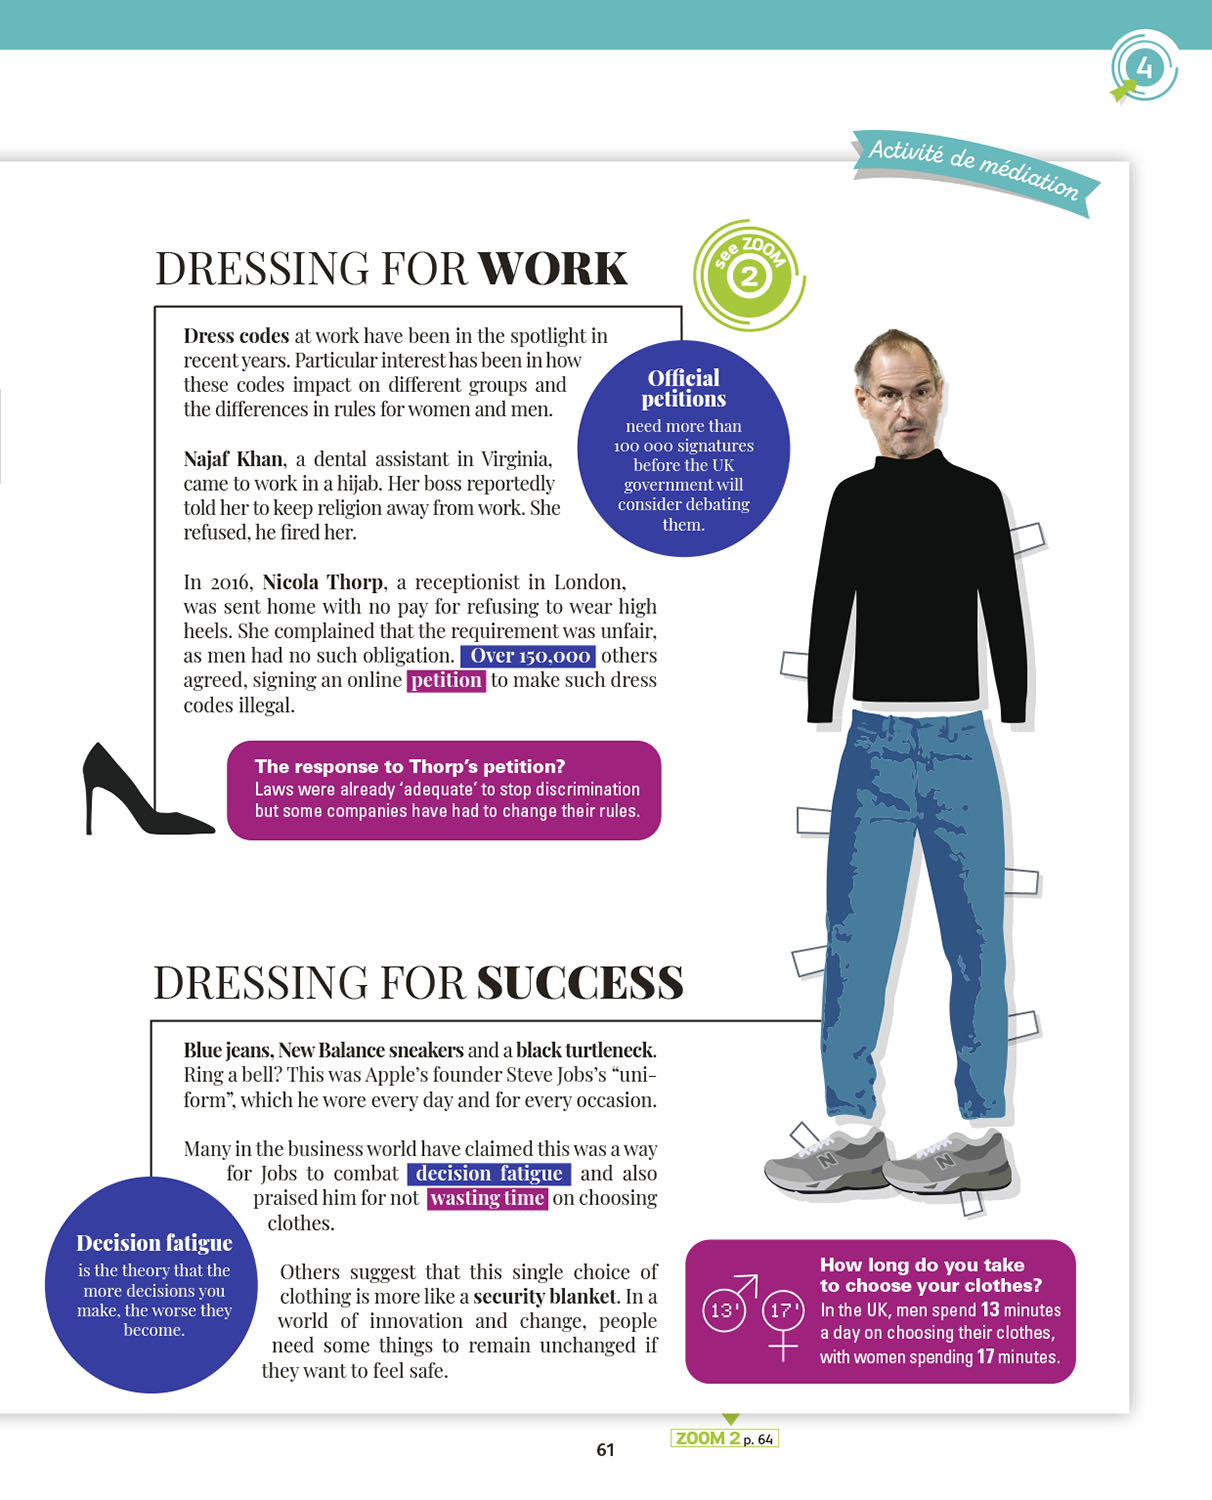 4
Activité de médiation
DRESSING FOR WORK
see ZOOM
2
Dress codes at work have been in the spotlight in
recent years. Particular interest has been in how
these codes impact on different groups and
the differences in rules for women and men.
Najaf Khan, a dental assistant in Virginia,
came to work in a hijab. Her boss reportedly
told her to keep religion away from work. She
refused, he fired her.
In 2016, Nicola Thorp, a receptionist in London,
was sent home with no pay for refusing to wear high
heels. She complained that the requirement was unfair,
as men had no such obligation. Over 150,000 others
agreed, signing an online petition to make such dress
codes illegal.
Official
petitions
need more than
100 000 signatures
before the UK
government will
consider debating
them.
The response to Thorp's petition?
Laws were already ‘adequate’ to stop discrimination
but some companies have had to change their rules.
DRESSING FOR SUCCESS
Blue jeans, New Balance sneakers and a black turtleneck.
Ring a bell? This was Apple's founder Steve Jobs's “uni-
form”, which he wore every day and for every occasion.
Many in the business world have claimed this was a way
for Jobs to combat decision fatigue and also
praised him for not wasting time on choosing
clothes.
Others suggest that this single choice of
clothing is more like a security blanket. In a
world of innovation and change, people
need some things to remain unchanged if
they want to feel safe.
Decision fatigue
is the theory that the
more decisions you
make, the worse they
become.
N
N
13'
17'
How long do you take
to choose your clothes?
In the UK, men spend 13 minutes
a day on choosing their clothes,
with women spending 17 minutes.
61
ZOOM 2 p. 64